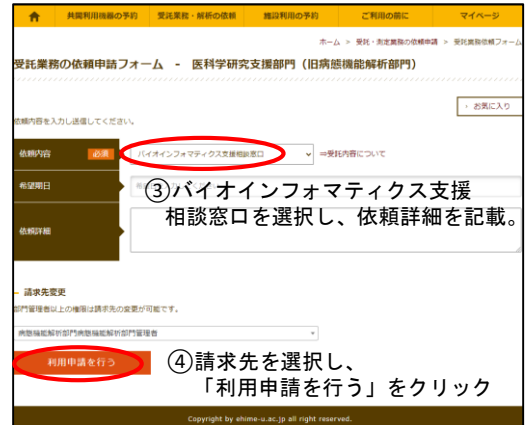 共同利用機器の予約 受託業務・解析の依頼 施設利用の予約 ご利用の前に マイページ
ホーム > 受託・測定業務の依頼申請 > 受託業務依頼フォーム
受託業務の依頼申請フォーム - 医科学研究支援部門（旧病態機能解析部門）
・ お気に入り
依頼内容を入力し送信してください。
依頼内容 必須 バイオインフォマティクス支援相談窓口 ⇒受託内容について
希望期日
③バイオインフォマティクス支援
相談窓口を選択し、依頼詳細を記載。
依頼詳細
− 請求先変更
部門管理者以上の権限は請求先の変更が可能です。
病態機能解析部門病態機能解析部門管理者
利用申請を行う
④請求先を選択し、
「利用申請を行う」をクリック
Copyright by ehime-u.ac.jp all right reserved.